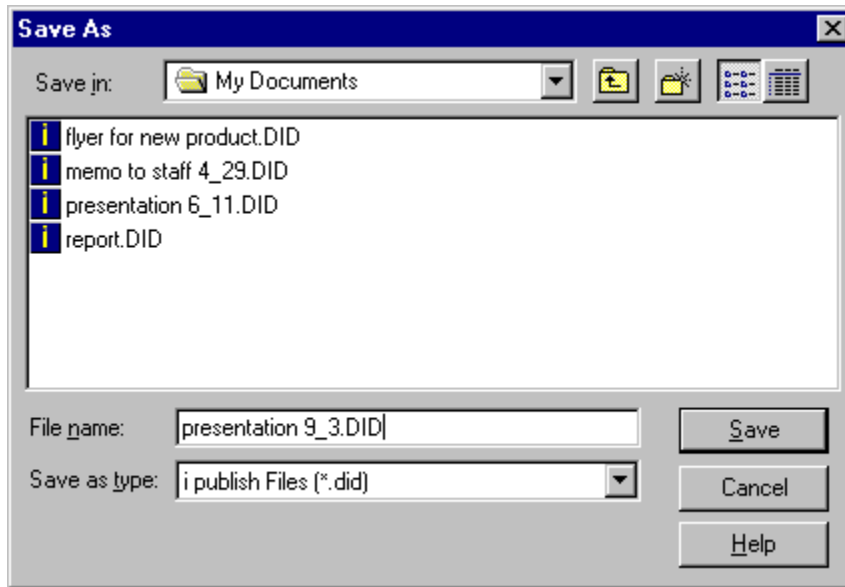 Save As
Save in: My Documents
flyer for new product.DID
memo to staff 4_29.DID
presentation 6_11.DID
report.DID
File name: presentation 9_3.DID
Save
Save as type: i publish Files (*.did)
Cancel
Help